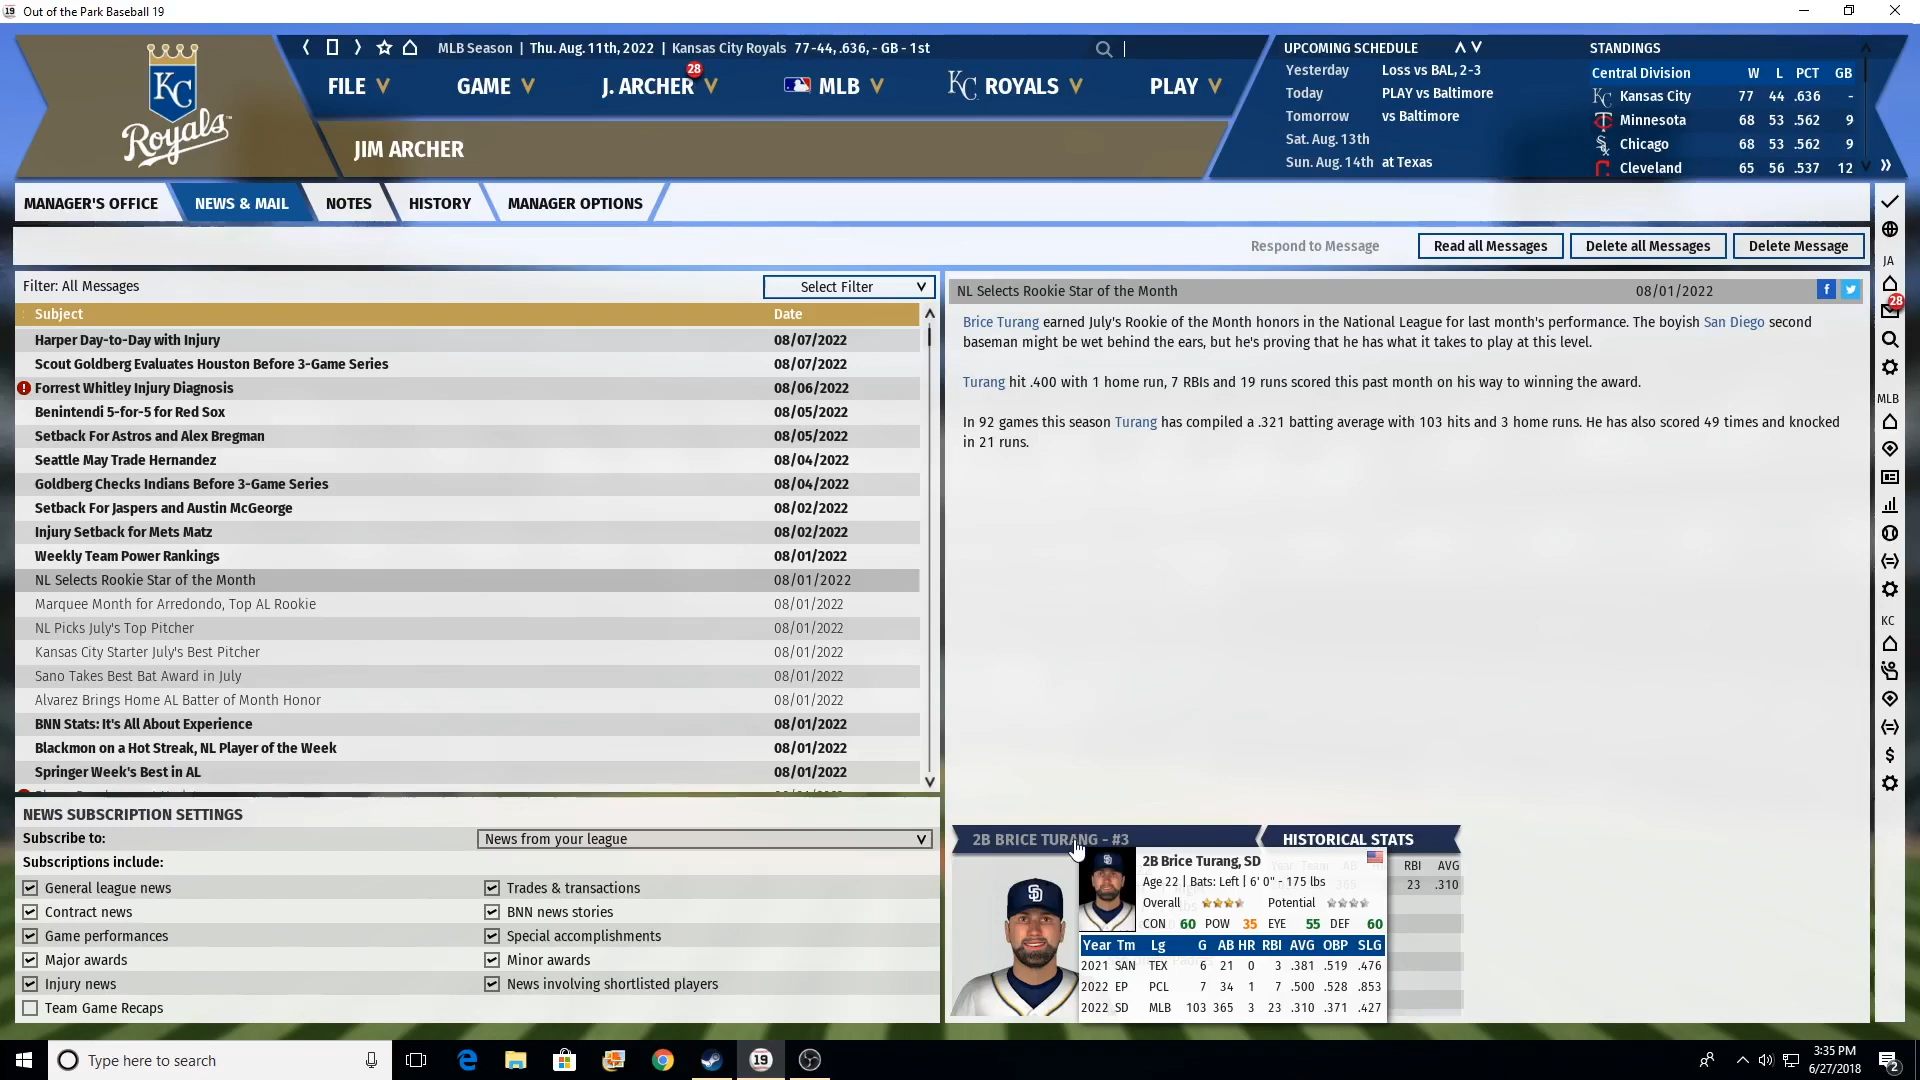 19 Out of the Park Baseball 19
MLB Season | Thu. Aug. 11th, 2022 | Kansas City Royals 77-44, .636, - GB - 1st
FILE GAME J. ARCHER 28 MLB KC ROYALS PLAY
KC
Royals
JIM ARCHER
UPCOMING SCHEDULE
Yesterday Loss vs BAL, 2-3
Today PLAY vs Baltimore
Tomorrow vs Baltimore
Sat. Aug. 13th
Sun. Aug. 14th at Texas
STANDINGS
Central Division W L PCT GB
Kansas City 77 44 .636 -
Minnesota 68 53 .562 9
Chicago 68 53 .562 9
Cleveland 65 56 .537 12
MANAGER'S OFFICE NEWS & MAIL NOTES HISTORY MANAGER OPTIONS
Respond to Message Read all Messages Delete all Messages Delete Message
Filter: All Messages Select Filter
Subject Date
Harper Day-to-Day with Injury 08/07/2022
Scout Goldberg Evaluates Houston Before 3-Game Series 08/07/2022
Forrest Whitley Injury Diagnosis 08/06/2022
Benintendi 5-for-5 for Red Sox 08/05/2022
Setback For Astros and Alex Bregman 08/05/2022
Seattle May Trade Hernandez 08/04/2022
Goldberg Checks Indians Before 3-Game Series 08/04/2022
Setback For Jaspers and Austin McGeorge 08/02/2022
Injury Setback for Mets Matz 08/02/2022
Weekly Team Power Rankings 08/01/2022
NL Selects Rookie Star of the Month 08/01/2022
Marquee Month for Arredondo, Top AL Rookie 08/01/2022
NL Picks July's Top Pitcher 08/01/2022
Kansas City Starter July's Best Pitcher 08/01/2022
Sano Takes Best Bat Award in July 08/01/2022
Alvarez Brings Home AL Batter of Month Honor 08/01/2022
BNN Stats: It's All About Experience 08/01/2022
Blackmon on a Hot Streak, NL Player of the Week 08/01/2022
Springer Week's Best in AL 08/01/2022
NEWS SUBSCRIPTION SETTINGS
Subscribe to: News from your league
Subscriptions include:
General league news Trades & transactions
Contract news BNN news stories
Game performances Special accomplishments
Major awards Minor awards
Injury news News involving shortlisted players
Team Game Recaps
NL Selects Rookie Star of the Month 08/01/2022
Brice Turang earned July's Rookie of the Month honors in the National League for last month's performance. The boyish San Diego second
baseman might be wet behind the ears, but he's proving that he has what it takes to play at this level.
Turang hit .400 with 1 home run, 7 RBIs and 19 runs scored this past month on his way to winning the award.
In 92 games this season Turang has compiled a .321 batting average with 103 hits and 3 home runs. He has also scored 49 times and knocked
in 21 runs.
2B BRICE TURANG - #3 HISTORICAL STATS
RBI AVG
23 .310
2B Brice Turang, SD
Age 22 | Bats: Left | 6' 0" - 175 lbs
Overall Potential
CON 60 POW 35 EYE 55 DEF 60
Year Tm Lg G AB HR RBI AVG OBP SLG
2021 SAN TEX 6 21 0 3 .381 .519 .476
2022 EP PCL 7 34 1 7 .500 .528 .853
2022 SD MLB 103 365 3 23 .310 .371 .427
JA
28
MLB
KC
Type here to search
19
3:35 PM
6/27/2018
2